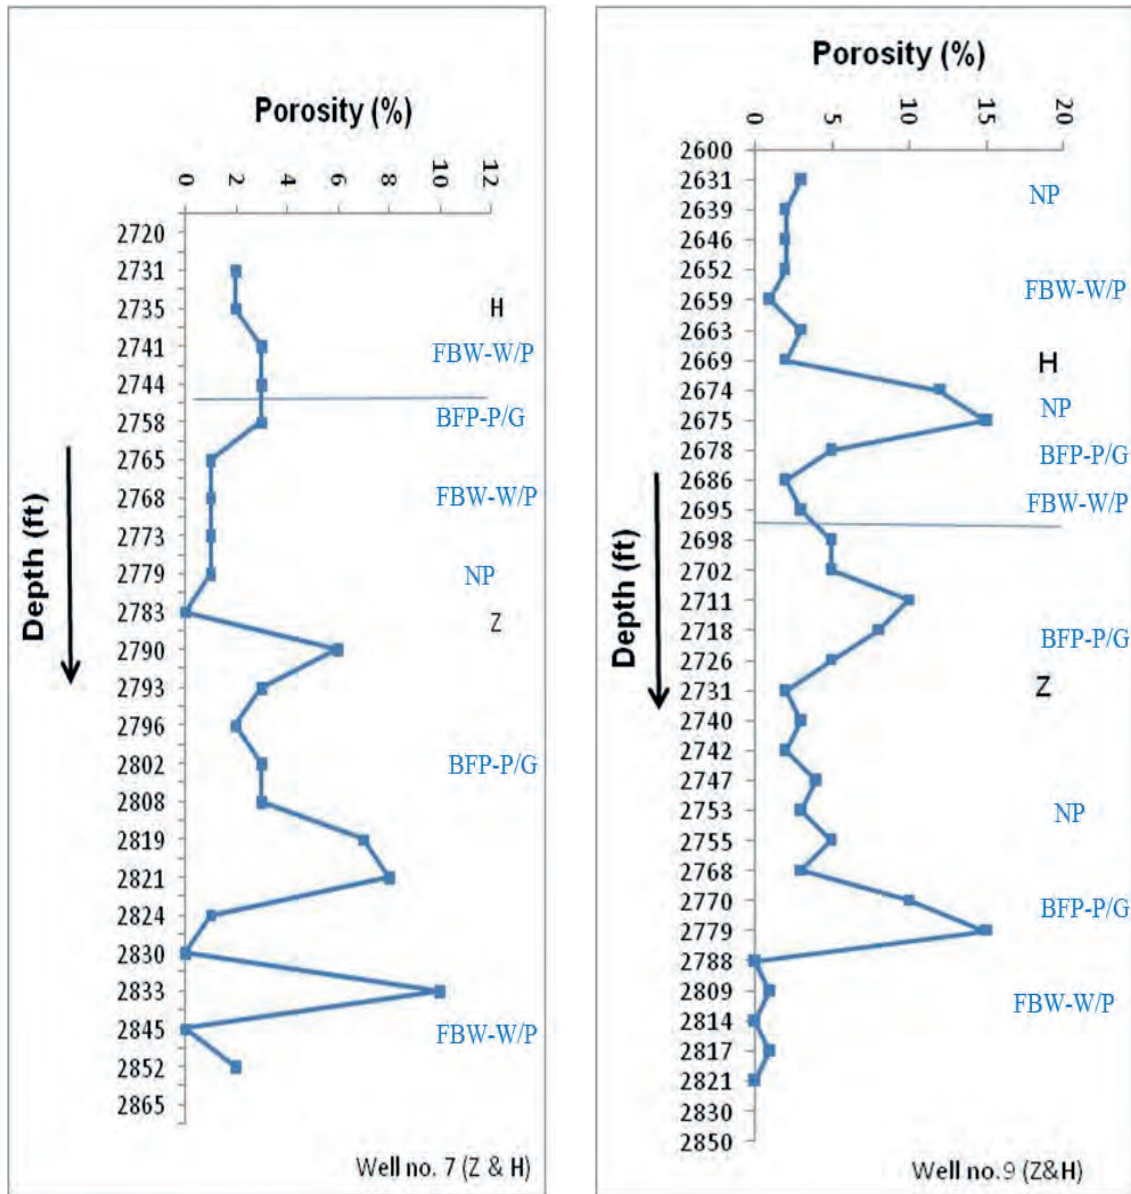 Porosity (%)
0 2 4 6 8 10 12
2720
2731
H
2735
2741
FBW-W/P
2744
2758
BFP-P/G
2765
2768
FBW-W/P
2773
2779
NP
2783
Z
2790
2793
2796
2802
BFP-P/G
2808
2819
2821
2824
2830
2833
2845
FBW-W/P
2852
2865
Depth (ft)
Well no. 7 (Z & H)
Porosity (%)
0 5 10 15 20
2600
2631
NP
2639
2646
2652
FBW-W/P
2659
2663
2669
H
2674
NP
2675
2678
BFP-P/G
2686
2695
FBW-W/P
2698
2702
2711
2718
BFP-P/G
2726
2731
Z
2740
2742
2747
2753
NP
2755
2768
2770
BFP-P/G
2779
2788
2809
FBW-W/P
2814
2817
2821
2830
2850
Depth (ft)
Well no.9 (Z&H)